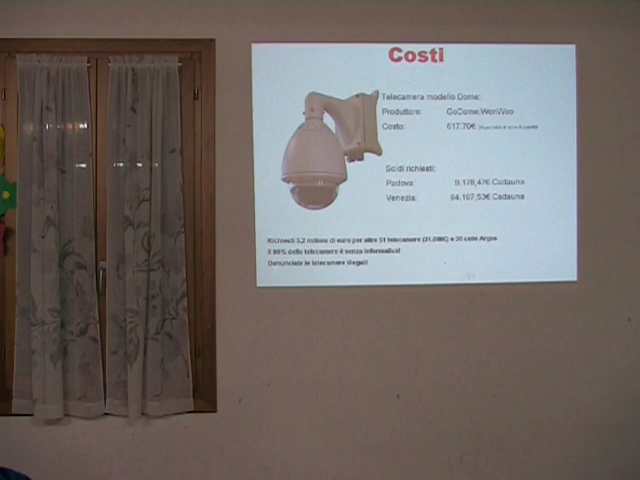 Costi
Telecamera modello Dome:
Produttore: GoCome,WonWoo
Costo: 617.70€
Soldi richiesti:
Padova: 9.176,47€ Cadauna
Venezia: 64.197,53€ Cadauna
Richiesti 3,2 milioni di euro per altre 51 telecamere (31.000€) e 30 celle Argos
Il 90% delle telecamere è senza informativa!
Denunciate le telecamere illegali!